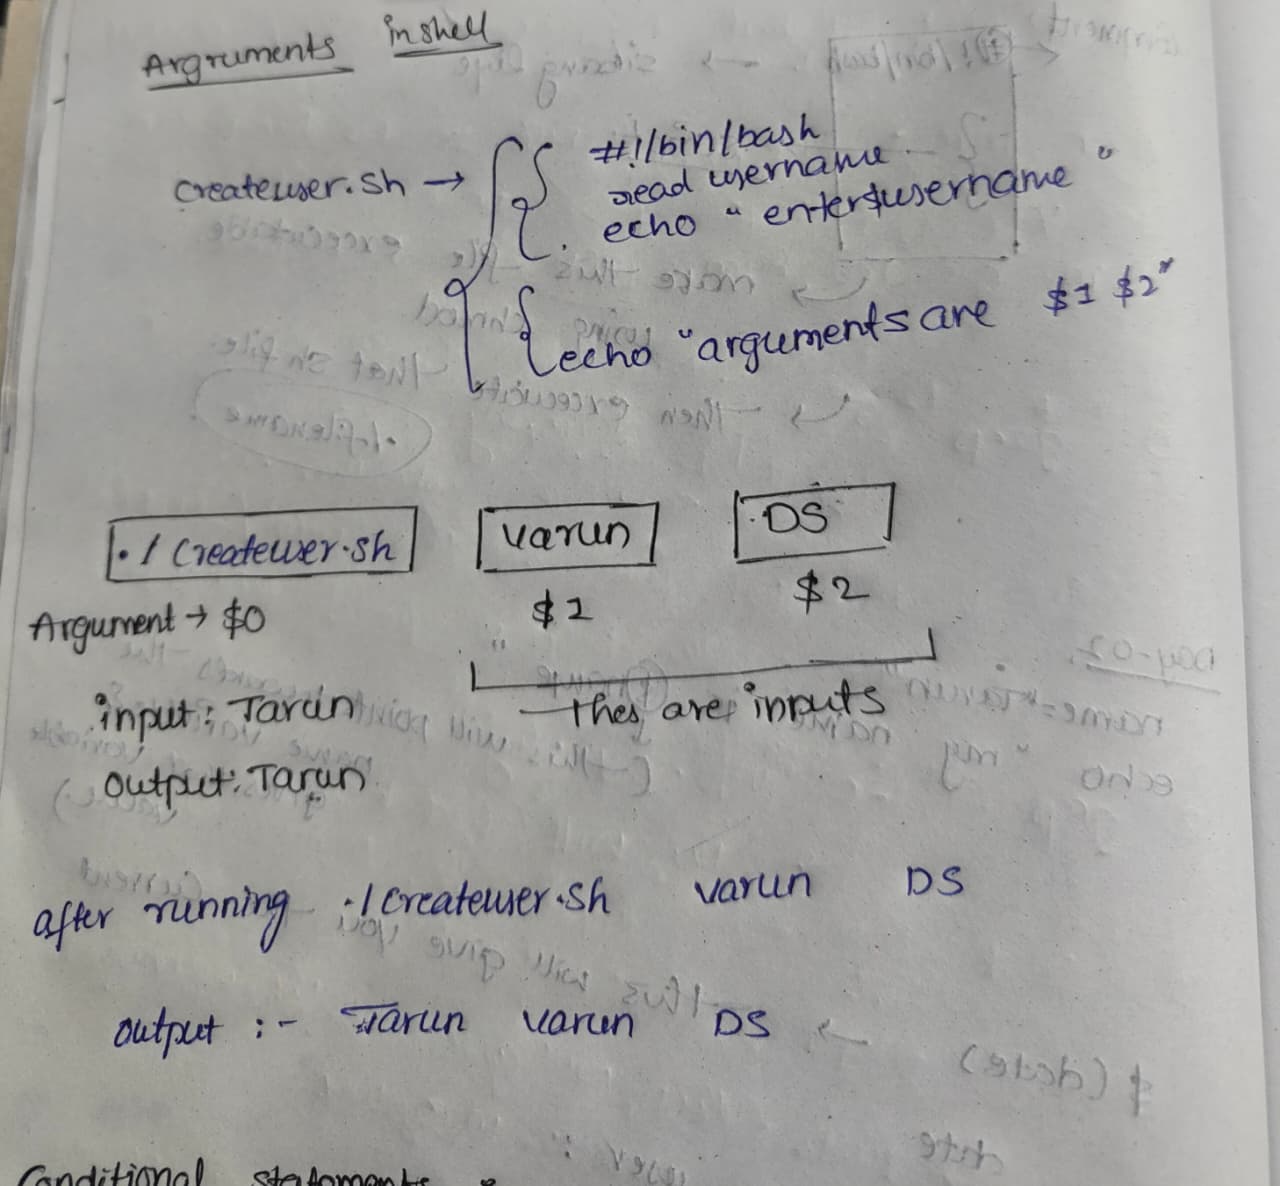 Argruments in shell
#!/bin/bash
createuser.sh → read username
echo " enter$username "
echo "arguments are $1 $2"
./createuser.sh varun DS
Argument → $0 $1 $2
input: Tarun thes are inputs
output: Tarun
after running ./createuser.sh varun DS
output :- Tarun varun DS
Conditional statements :